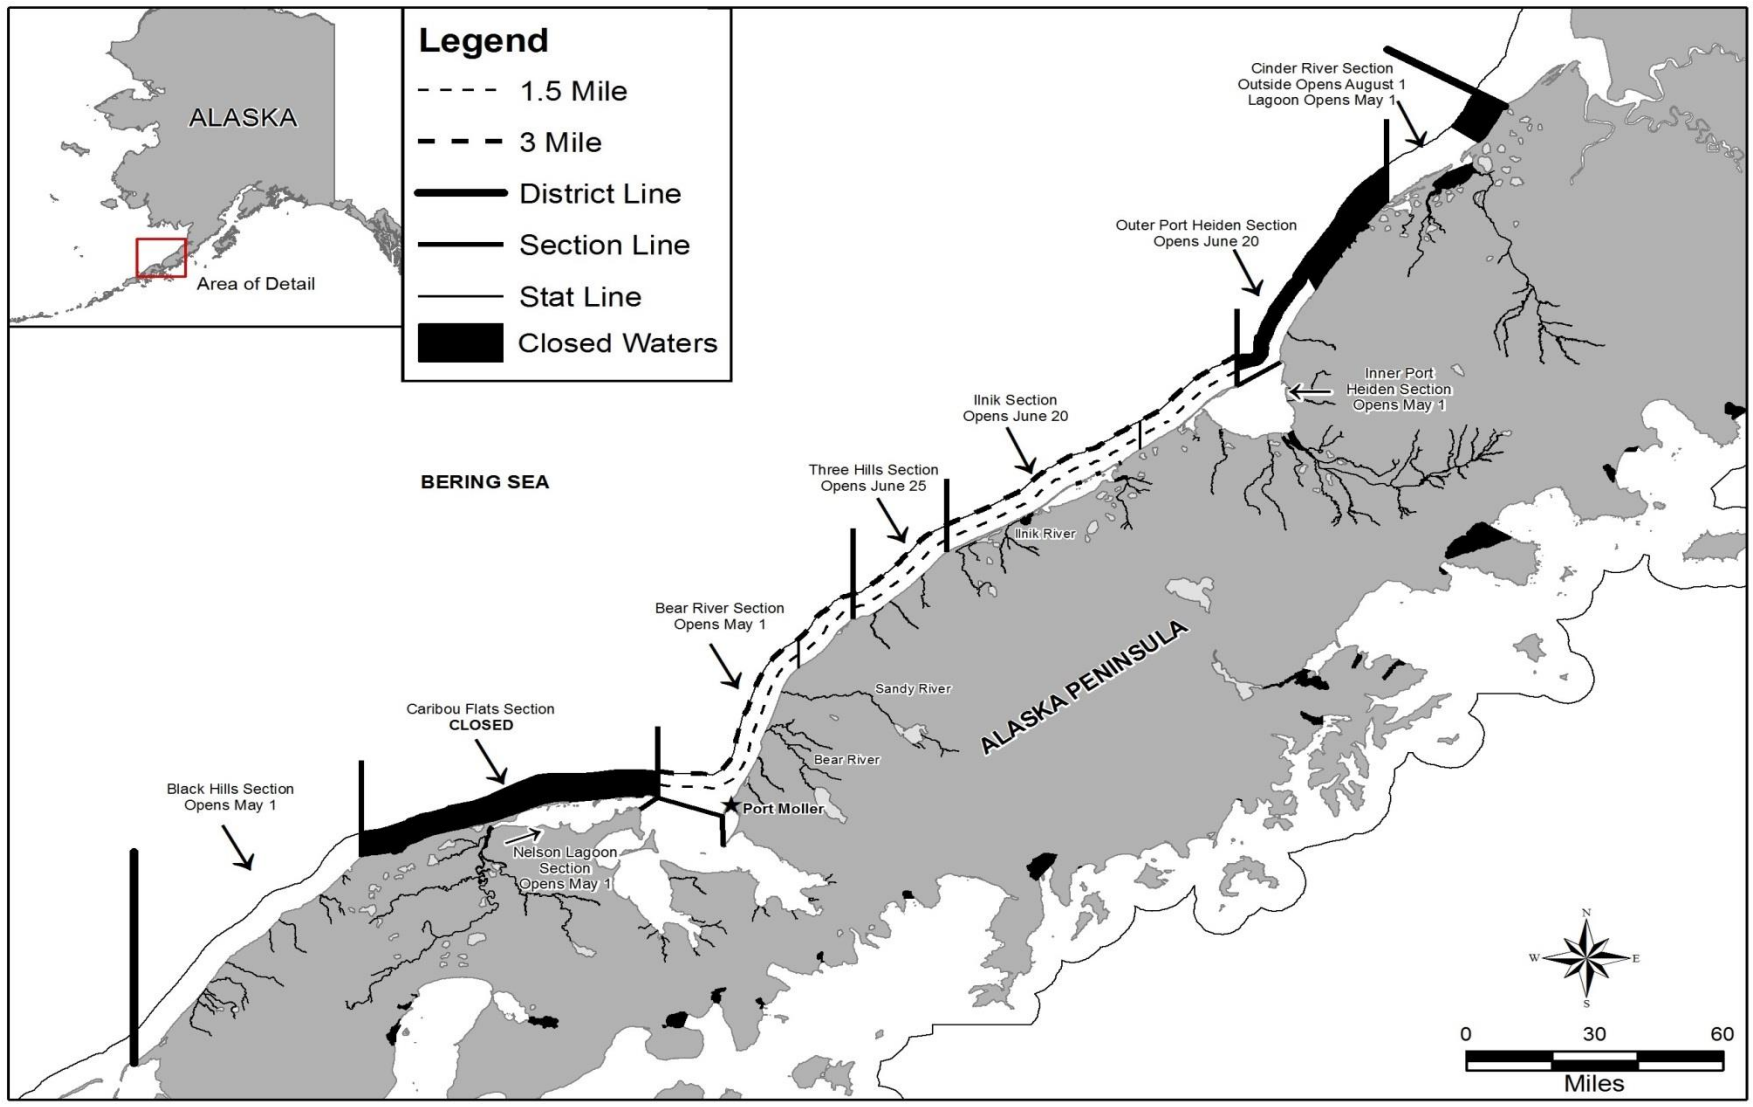 ALASKA
Area of Detail
Legend
1.5 Mile
3 Mile
District Line
Section Line
Stat Line
Closed Waters
Cinder River Section
Outside Opens August 1
Lagoon Opens May 1
Outer Port Heiden Section
Opens June 20
Inner Port
Heiden Section
Opens May 1
Ilnik Section
Opens June 20
Three Hills Section
Opens June 25
BERING SEA
Ilnik River
Bear River Section
Opens May 1
ALASKA PENINSULA
Sandy River
Caribou Flats Section
CLOSED
Bear River
Black Hills Section
Opens May 1
Port Moller
Nelson Lagoon
Section
Opens May 1
N
W E
S
0 30 60
Miles